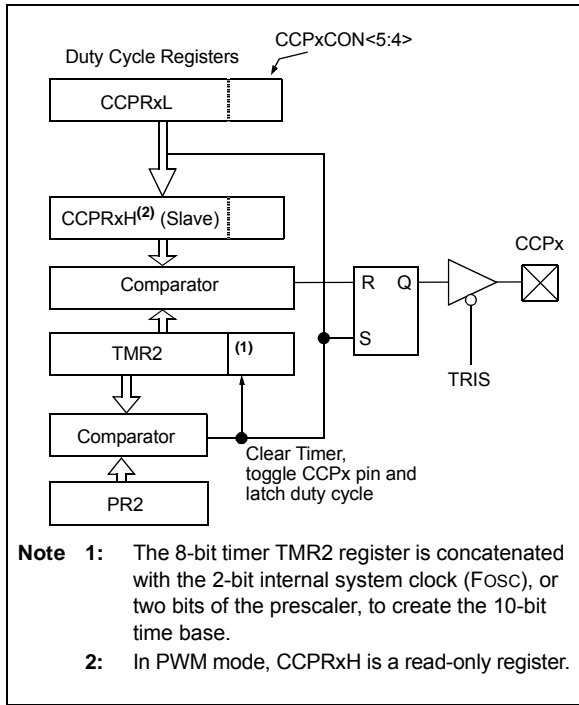 CCPxCON<5:4>
Duty Cycle Registers
CCPRxL
CCPRxH(2) (Slave)
CCPx
Comparator
R Q
S
TMR2
(1)
TRIS
Comparator
Clear Timer,
toggle CCPx pin and
latch duty cycle
PR2
Note 1: The 8-bit timer TMR2 register is concatenated
with the 2-bit internal system clock (FOSC), or
two bits of the prescaler, to create the 10-bit
time base.
2: In PWM mode, CCPRxH is a read-only register.